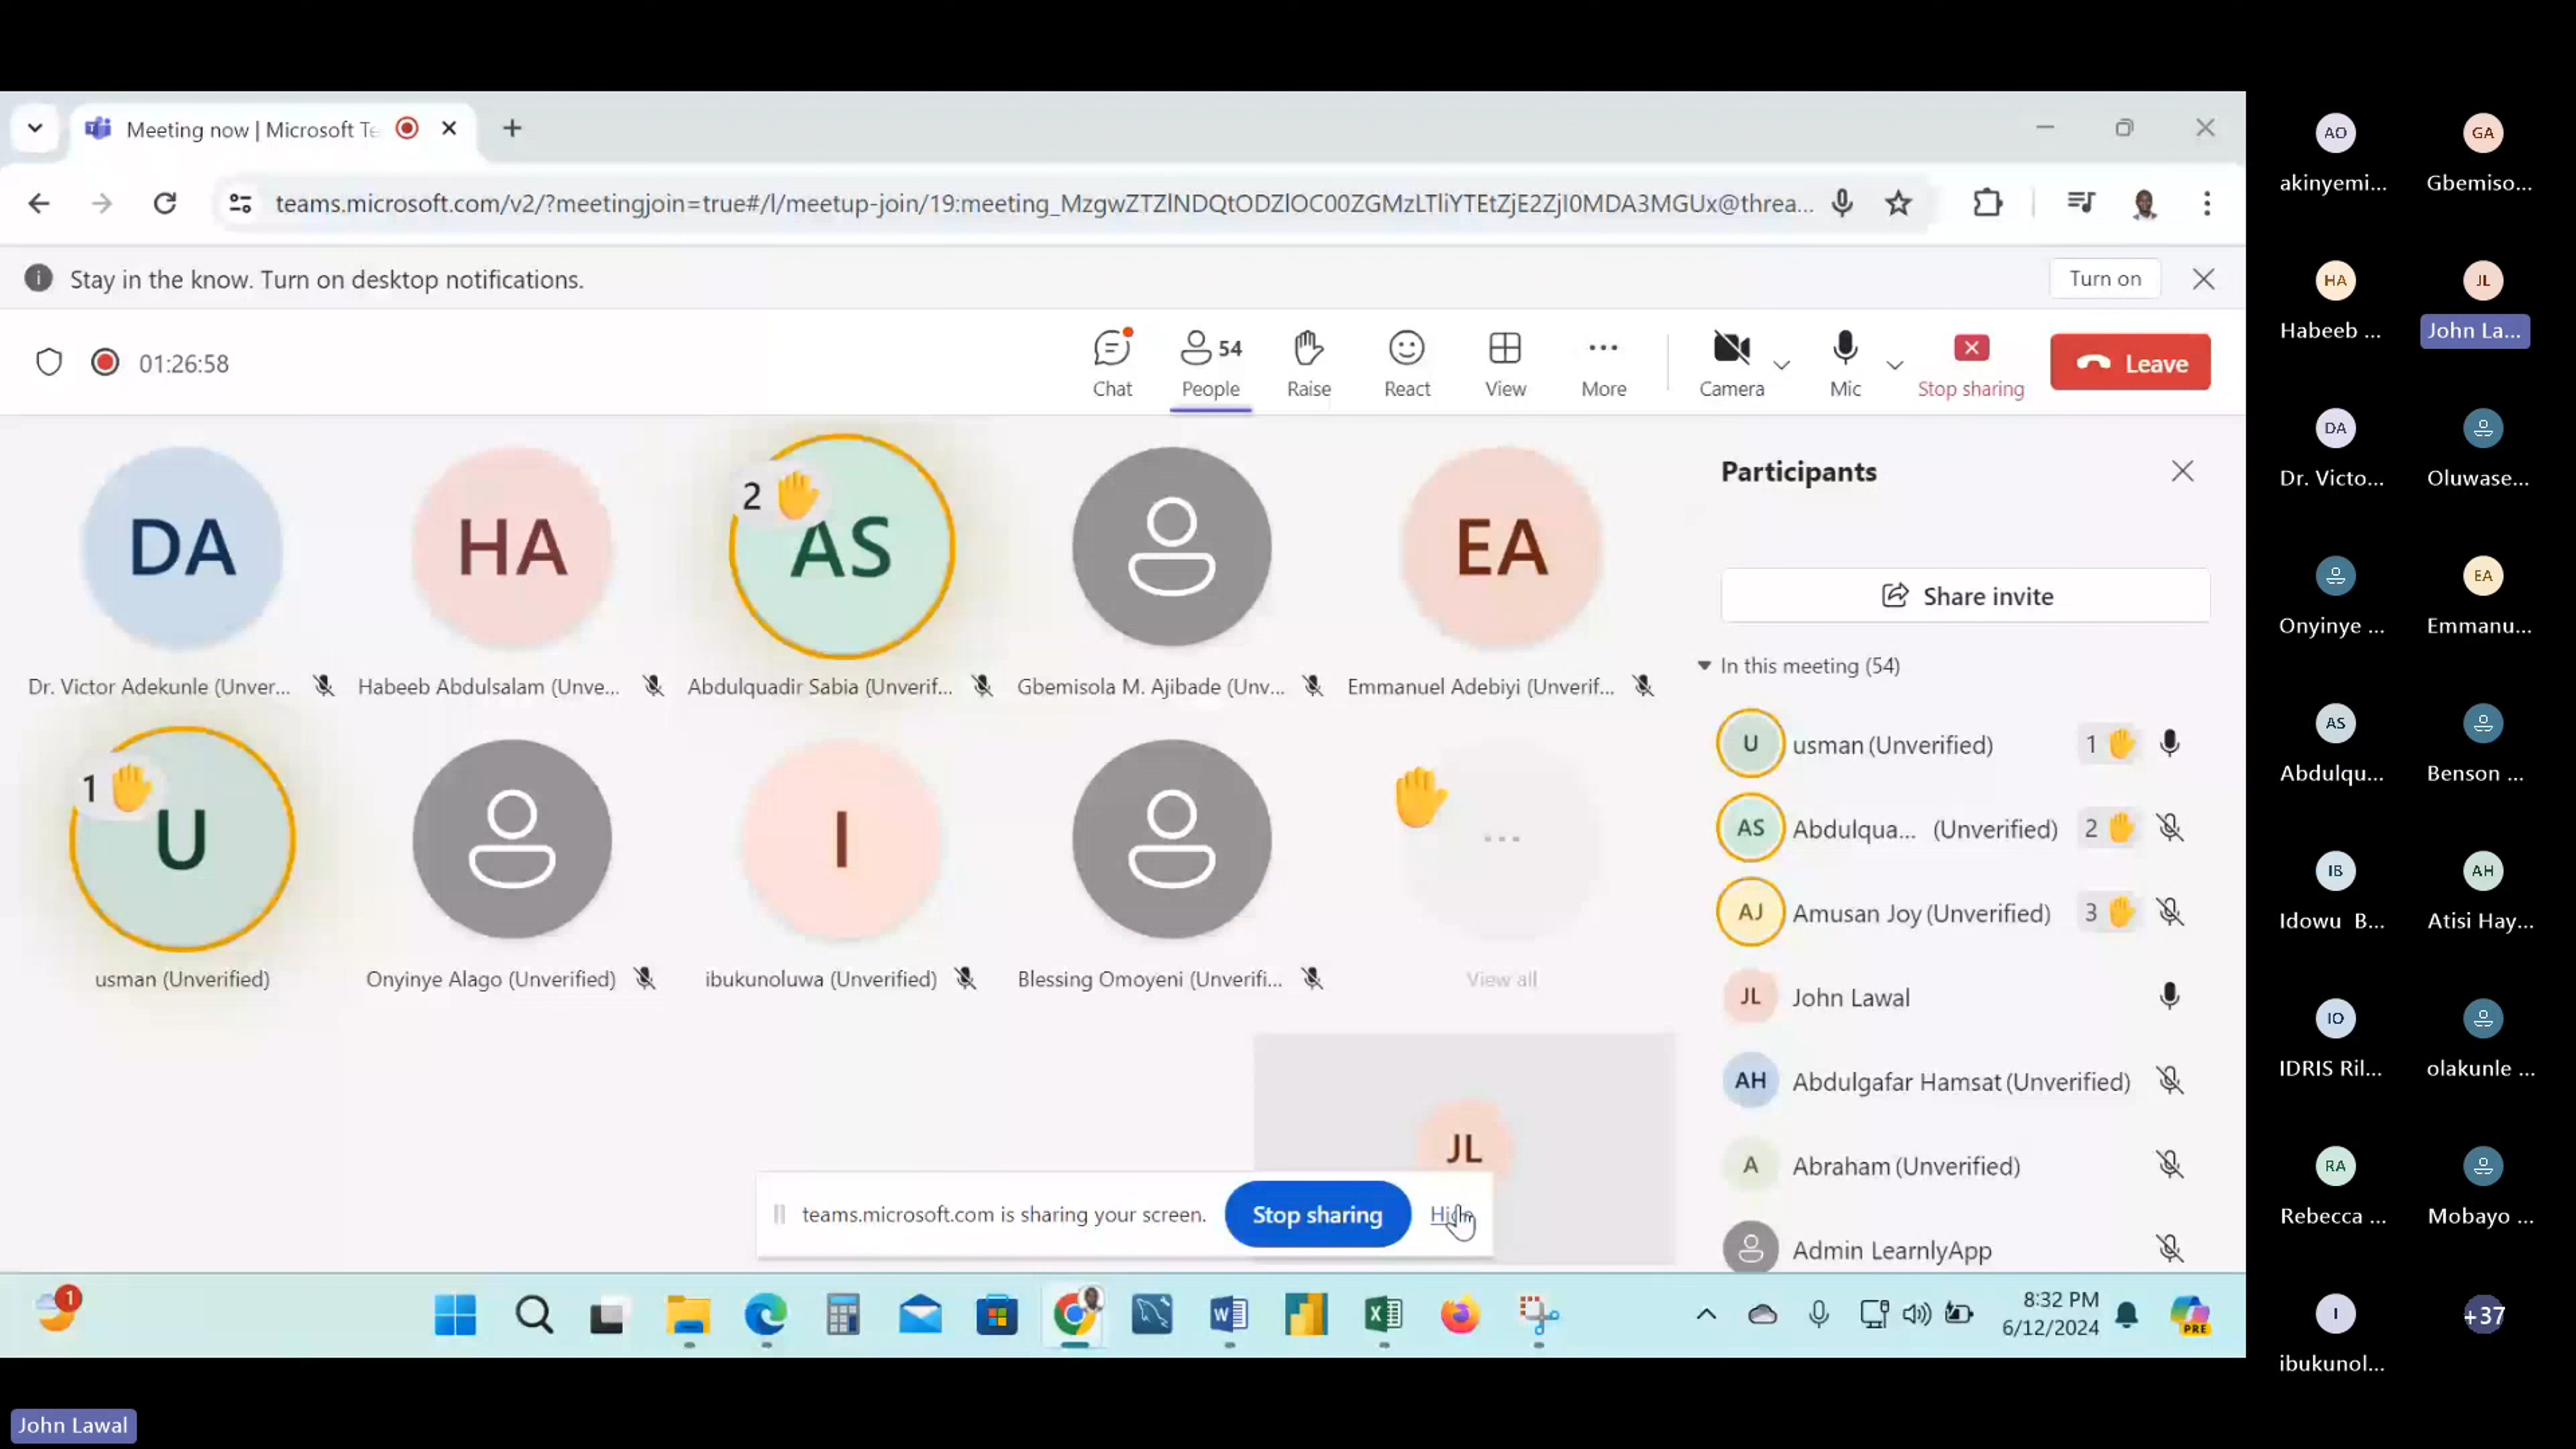 Meeting now | Microsoft Te
teams.microsoft.com/v2/?meetingjoin=true#/l/meetup-join/19:meeting_MzgwZTZlNDQtODZlOC00ZGMzLTliYTEtZjE2ZjI0MDA3MGUx@threa...
Stay in the know. Turn on desktop notifications.
Turn on
01:26:58
Chat
54
People
Raise
React
View
More
Camera
Mic
Stop sharing
Leave
DA
HA
2
AS
EA
Dr. Victor Adekunle (Unver...
Habeeb Abdulsalam (Unve...
Abdulquadir Sabia (Unverif...
Gbemisola M. Ajibade (Unv...
Emmanuel Adebiyi (Unverif...
1
U
I
...
usman (Unverified)
Onyinye Alago (Unverified)
ibukunoluwa (Unverified)
Blessing Omoyeni (Unverifi...
View all
JL
teams.microsoft.com is sharing your screen.
Stop sharing
Hide
Participants
Share invite
In this meeting (54)
U
usman (Unverified)
1
AS
Abdulqua... (Unverified)
2
AJ
Amusan Joy (Unverified)
3
JL
John Lawal
AH
Abdulgafar Hamsat (Unverified)
A
Abraham (Unverified)
Admin LearnlyApp
1
8:32 PM
6/12/2024
PRE
AO
akinyemi...
GA
Gbemiso...
HA
Habeeb ...
JL
John La...
DA
Dr. Victo...
Oluwase...
Onyinye ...
EA
Emmanu...
AS
Abdulqu...
Benson ...
IB
Idowu B...
AH
Atisi Hay...
IO
IDRIS Ril...
olakunle ...
RA
Rebecca ...
Mobayo ...
I
ibukunol...
+37
John Lawal